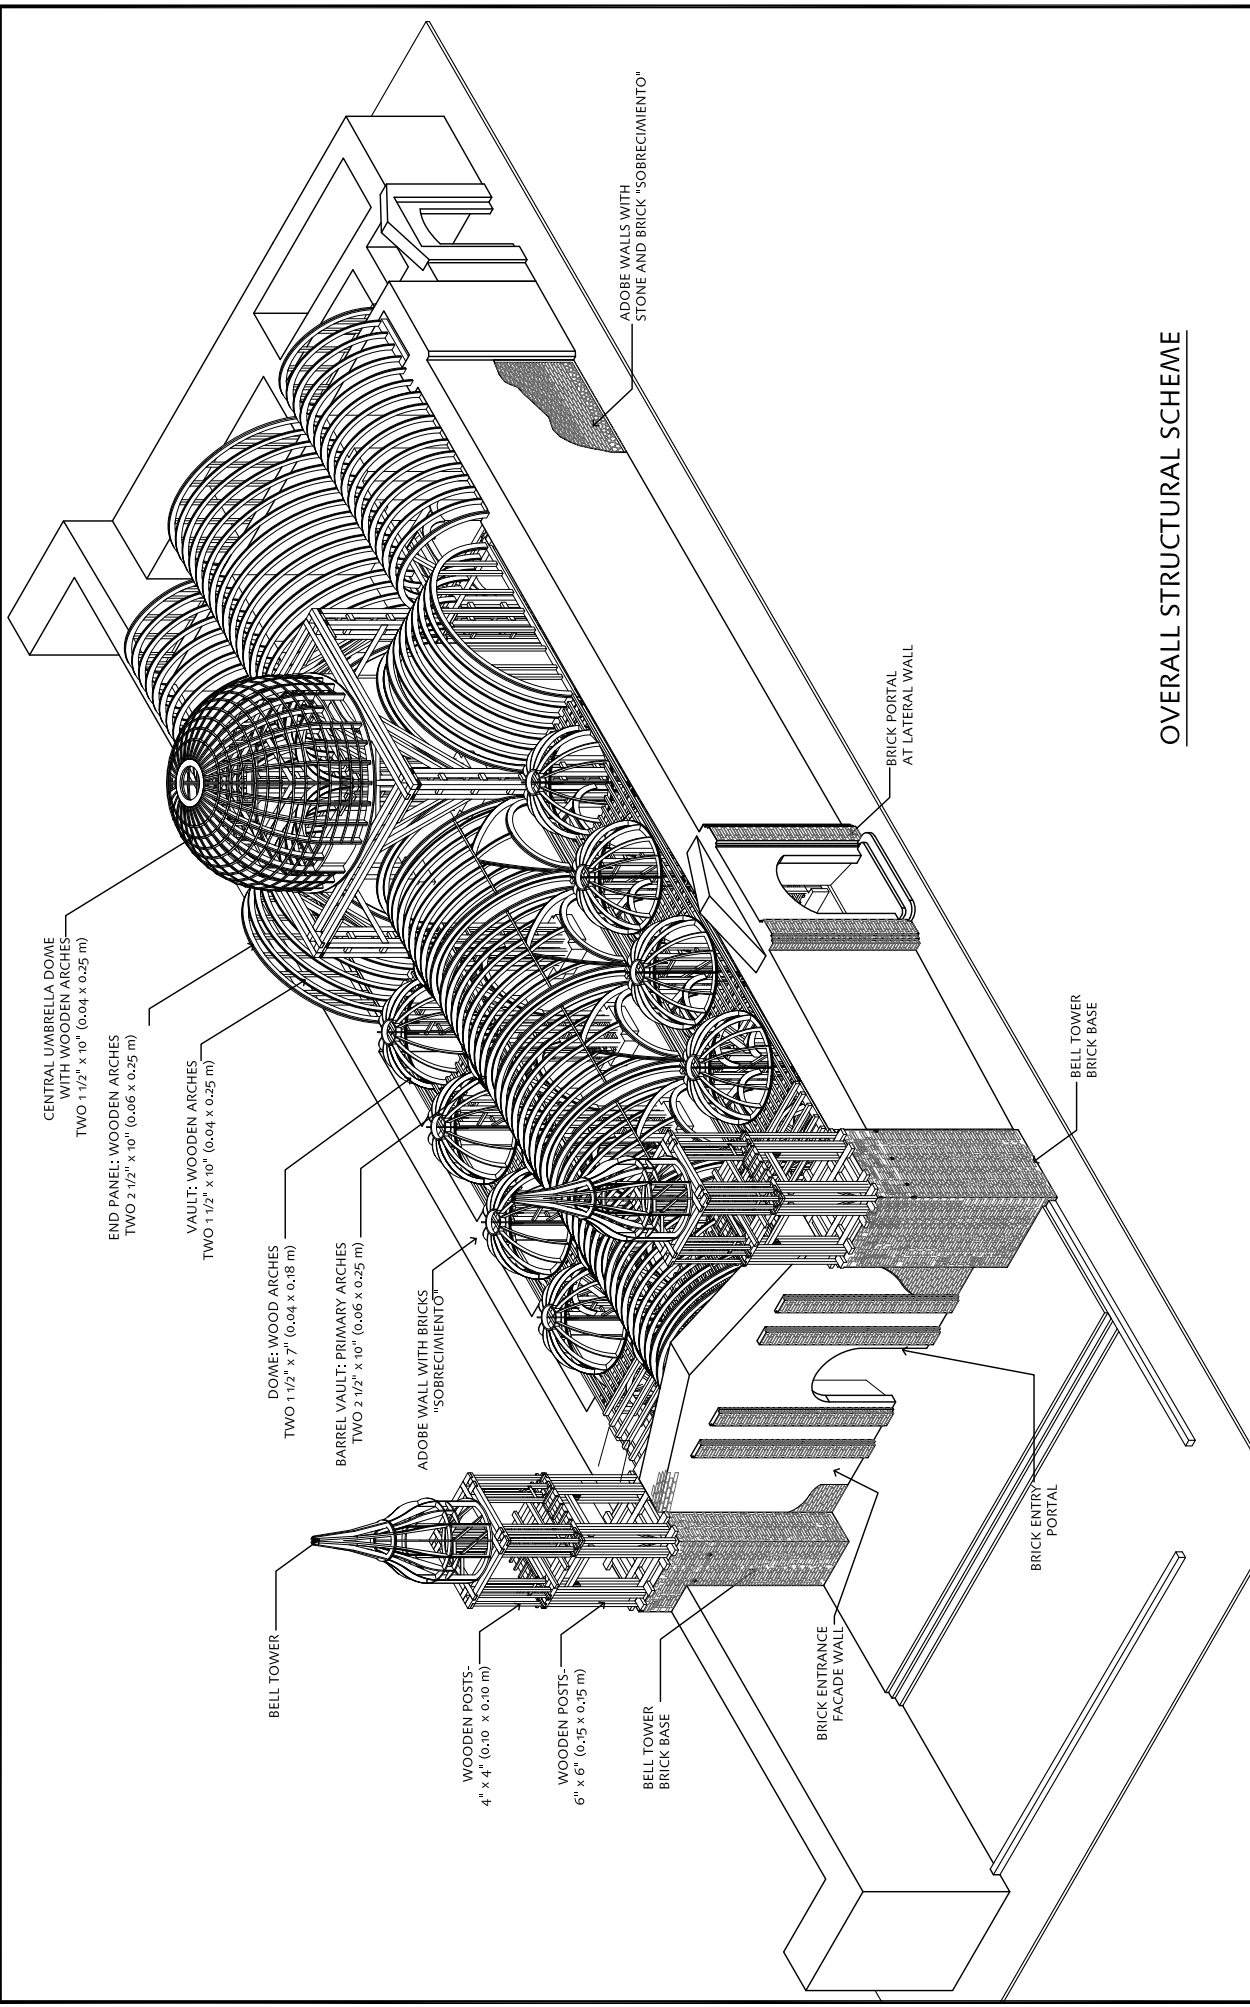 CENTRAL UMBRELLA DOME
WITH WOODEN ARCHES
TWO 1 1/2" x 10" (0.04 x 0.25 m)
END PANEL: WOODEN ARCHES
TWO 2 1/2" x 10" (0.06 x 0.25 m)
VAULT: WOODEN ARCHES
TWO 1 1/2" x 10" (0.04 x 0.25 m)
DOME: WOOD ARCHES
TWO 1 1/2" x 7" (0.04 x 0.18 m)
BARREL VAULT: PRIMARY ARCHES
TWO 2 1/2" x 10" (0.06 x 0.25 m)
ADOBE WALL WITH BRICKS
"SOBRECIMIENTO"
BELL TOWER
WOODEN POSTS-
4" x 4" (0.10 x 0.10 m)
WOODEN POSTS-
6" x 6" (0.15 x 0.15 m)
BELL TOWER
BRICK BASE
BRICK ENTRANCE
FACADE WALL
BRICK ENTRY
PORTAL
BELL TOWER
BRICK BASE
BRICK PORTAL
AT LATERAL WALL
ADOBE WALLS WITH
STONE AND BRICK "SOBRECIMIENTO"
OVERALL STRUCTURAL SCHEME